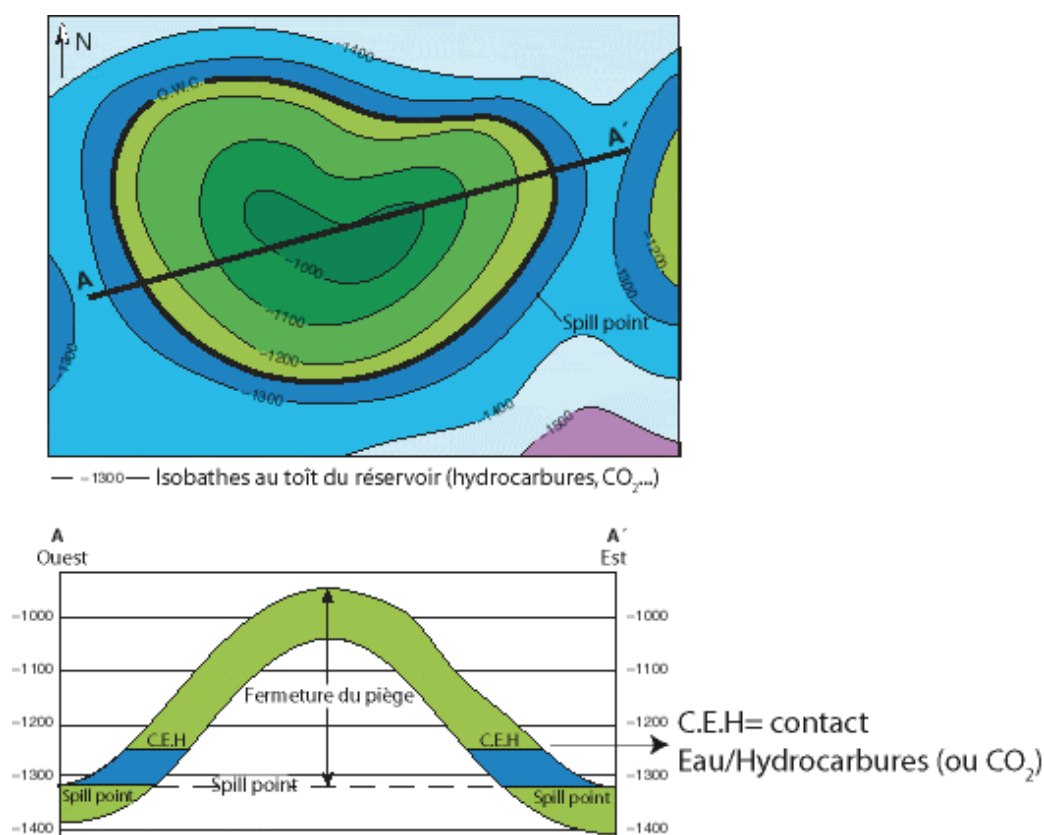 N
-1400
O.W.G.
A´
A
-1000
-1100
-1200
-1300
-1300
-1200
-1300
Spill point
-1400
-1500
— -1300— Isobathes au toît du réservoir (hydrocarbures, CO2...)
A
Ouest
A´
Est
-1000
-1000
-1100
-1100
Fermeture du piège
-1200
-1200
C.E.H
C.E.H
C.E.H= contact
Eau/Hydrocarbures (ou CO2)
-1300
Spill point
-1300
Spill point
Spill point
-1400
-1400